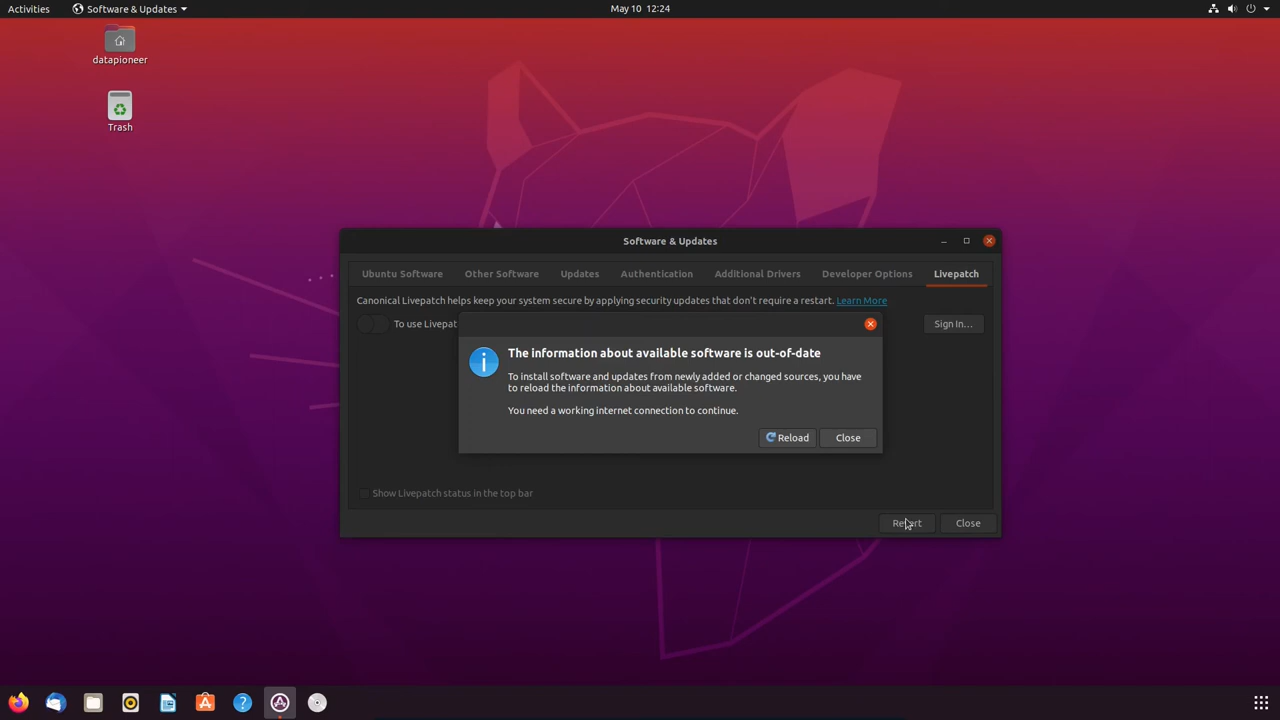 Activities
Software & Updates
May 10 12:24
datapioneer
Trash
Software & Updates
Ubuntu Software
Other Software
Updates
Authentication
Additional Drivers
Developer Options
Livepatch
Canonical Livepatch helps keep your system secure by applying security updates that don't require a restart. Learn More
To use Livepat
Sign In...
The information about available software is out-of-date
To install software and updates from newly added or changed sources, you have
to reload the information about available software.
You need a working internet connection to continue.
Reload
Close
Show Livepatch status in the top bar
Revert
Close